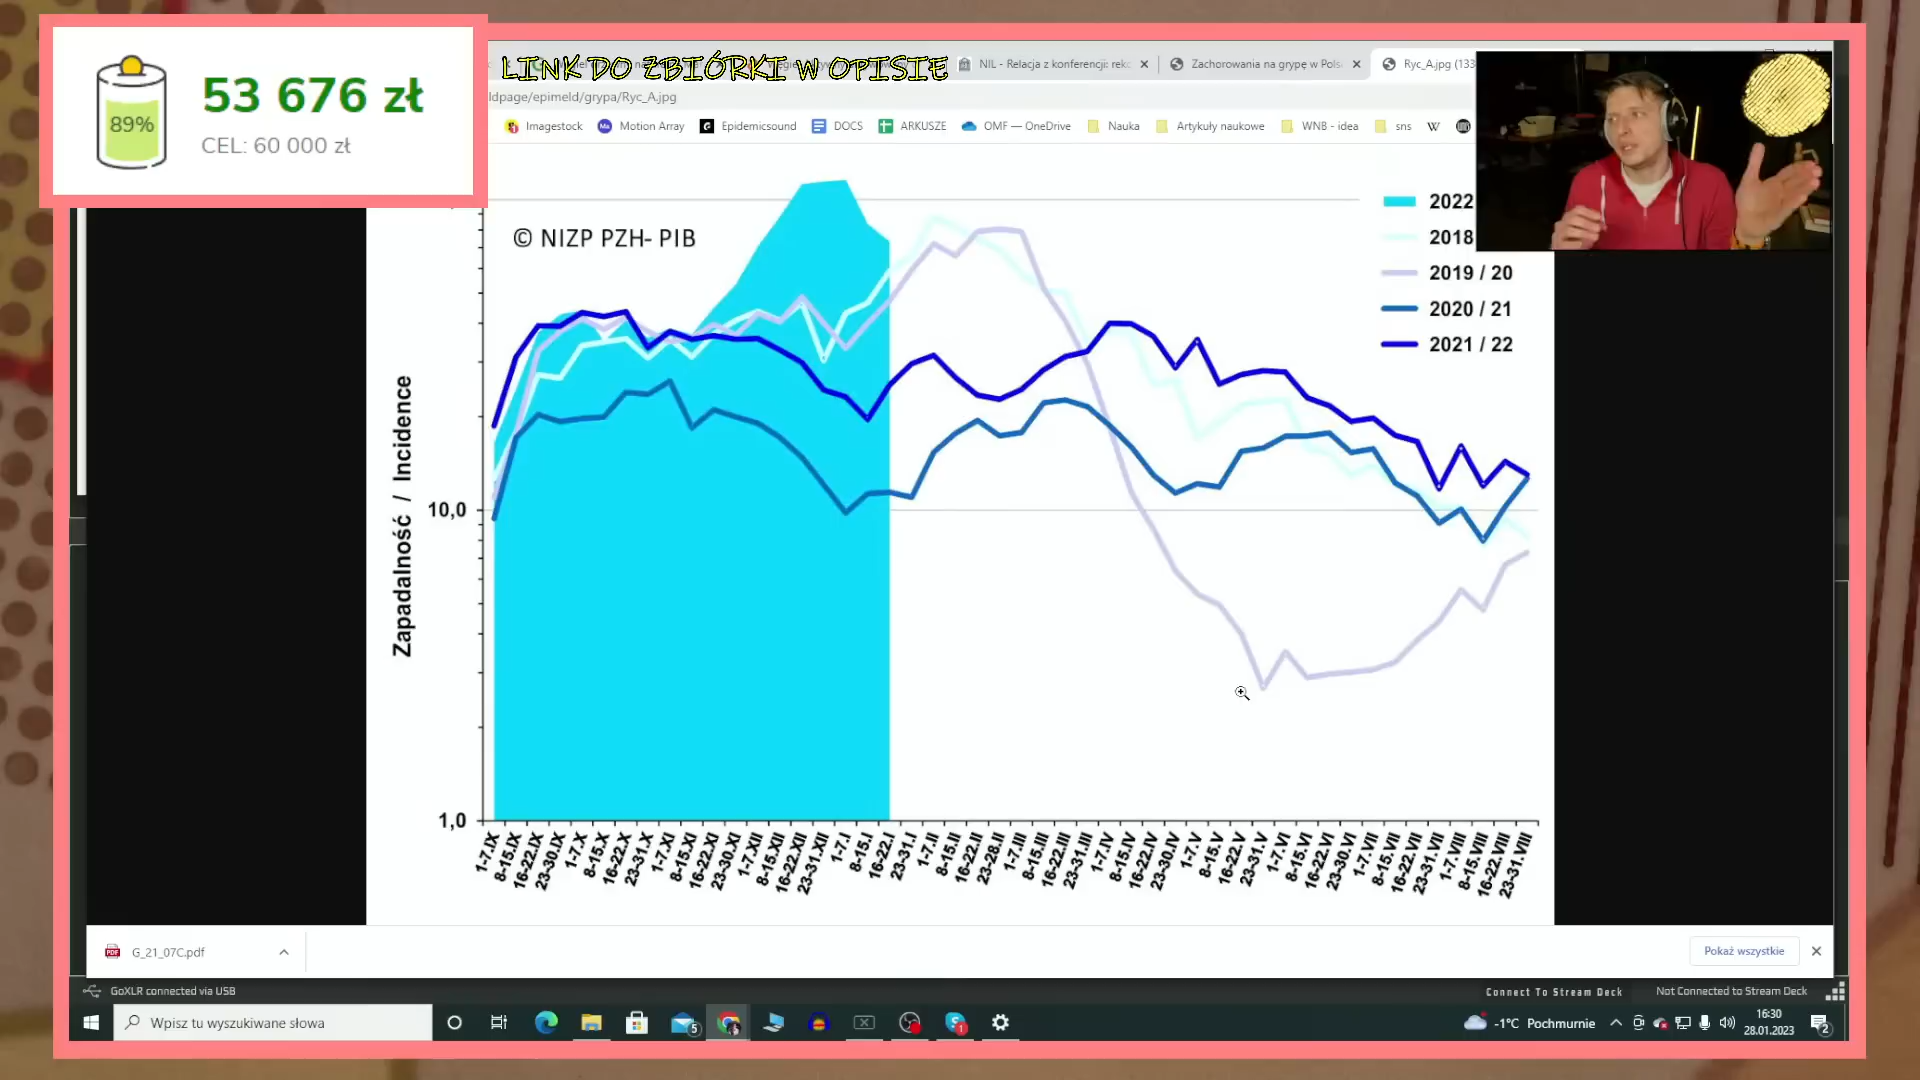 53 676 zł
89%
CEL: 60 000 zł
LINK DO ZBIÓRKI W OPISIE
NIL - Relacja z konferencji: reko
Zachorowania na grypę w Pols
Ryc_A.jpg (133
ldpage/epimeld/grypa/Ryc_A.jpg
Imagestock
Motion Array
Epidemicsound
DOCS
ARKUSZE
OMF — OneDrive
Nauka
Artykuły naukowe
WNB - idea
sns
W
© NIZP PZH- PIB
2022
2018
2019 / 20
2020 / 21
2021 / 22
Zapadalność / Incidence
10,0
1,0
1-7.IX
8-15.IX
16-22.IX
23-30.IX
1-7.X
8-15.X
16-22.X
23-31.X
1-7.XI
8-15.XI
16-22.XI
23-30.XI
1-7.XII
8-15.XII
16-22.XII
23-31.XII
1-7.I
8-15.I
16-22.I
23-31.I
1-7.II
8-15.II
16-22.II
23-28.II
1-7.III
8-15.III
16-22.III
23-31.III
1-7.IV
8-15.IV
16-22.IV
23-30.IV
1-7.V
8-15.V
16-22.V
23-31.V
1-7.VI
8-15.VI
16-22.VI
23-30.VI
1-7.VII
8-15.VII
16-22.VII
23-31.VII
1-7.VIII
8-15.VIII
16-22.VIII
23-31.VIII
G_21_07C.pdf
Pokaż wszystkie
GoXLR connected via USB
Connect To Stream Deck
Not Connected to Stream Deck
Wpisz tu wyszukiwane słowa
5
1
-1°C Pochmurnie
16:30
28.01.2023
2